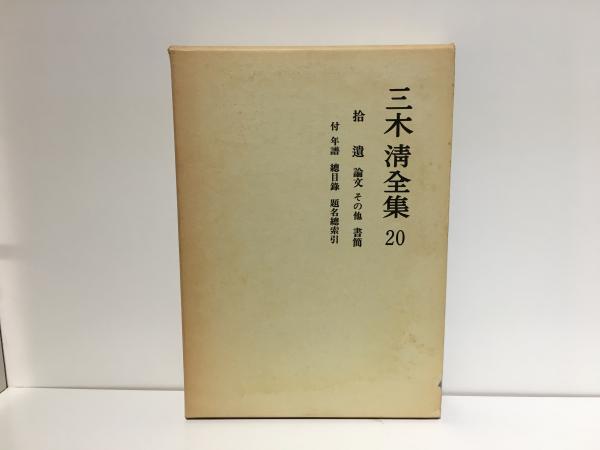 三木淸全集 20
拾遺 論文 その他 書簡
付 年譜 總目錄 題名總索引